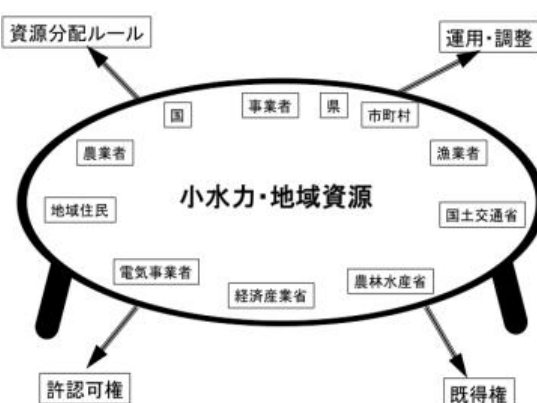 資源分配ルール
運用・調整
国
事業者
県
市町村
農業者
漁業者
小水力・地域資源
地域住民
国土交通省
電気事業者
経済産業省
農林水産省
許認可権
既得権